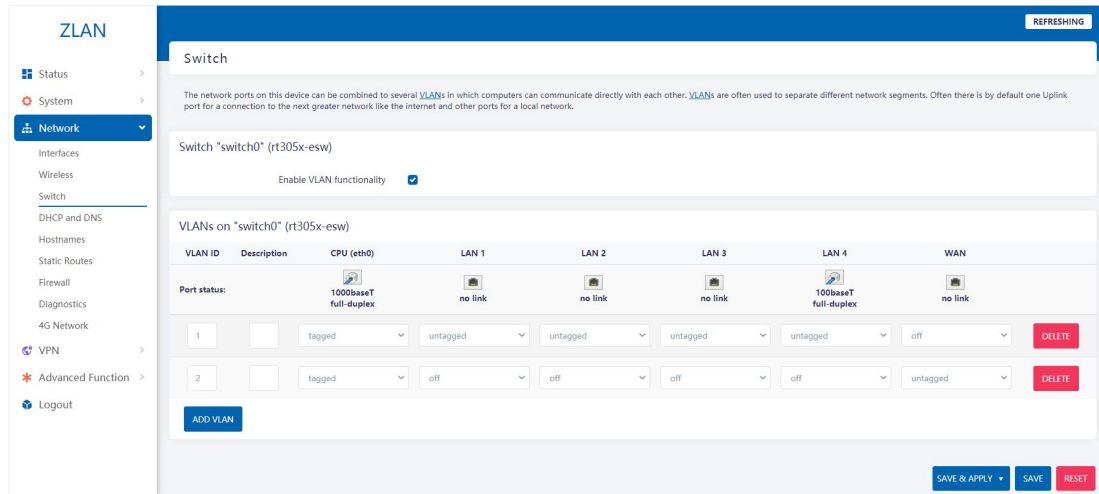 ZLAN
REFRESHING
Status
System
Network
Interfaces
Wireless
Switch
DHCP and DNS
Hostnames
Static Routes
Firewall
Diagnostics
4G Network
VPN
Advanced Function
Logout
Switch
The network ports on this device can be combined to several VLANs in which computers can communicate directly with each other. VLANs are often used to separate different network segments. Often there is by default one Uplink
port for a connection to the next greater network like the internet and other ports for a local network.
Switch "switch0" (rt305x-esw)
Enable VLAN functionality
VLANs on "switch0" (rt305x-esw)
VLAN ID Description CPU (eth0) LAN 1 LAN 2 LAN 3 LAN 4 WAN
Port status: 1000baseT full-duplex no link no link no link 100baseT full-duplex no link
1 tagged untagged untagged untagged untagged off DELETE
2 tagged off off off off untagged DELETE
ADD VLAN
SAVE & APPLY SAVE RESET